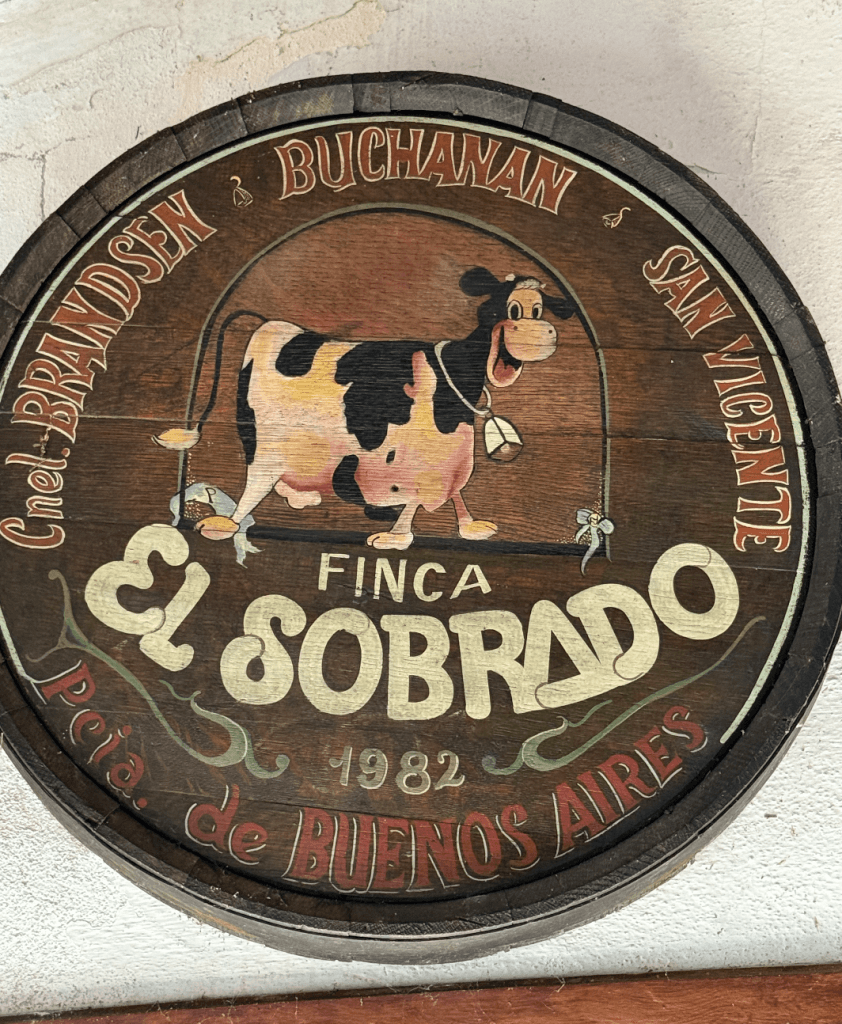 Cnel. BRANDSEN BUCHANAN SAN VICENTE
FINCA
EL SOBRADO
1982
Pcia. de BUENOS AIRES